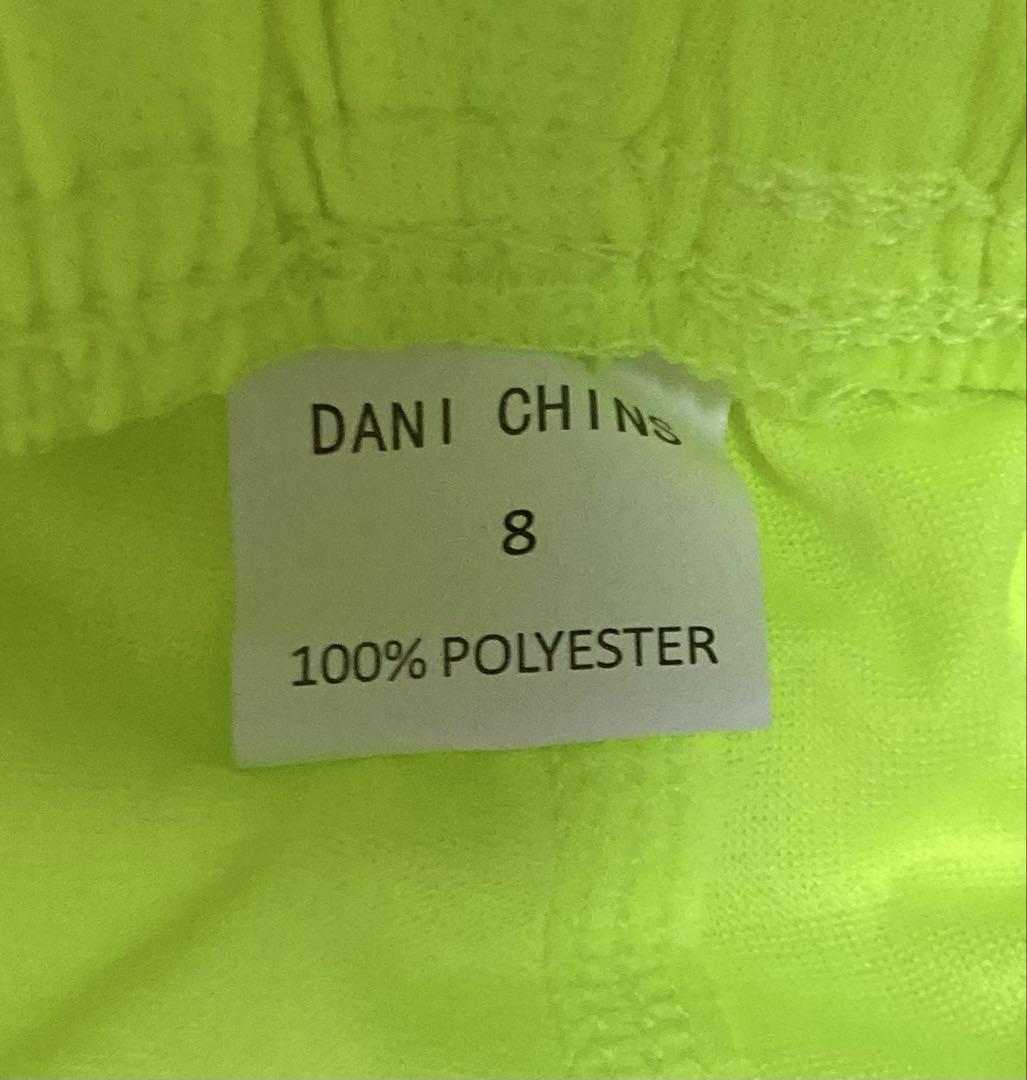 DANI CHINS
8
100% POLYESTER